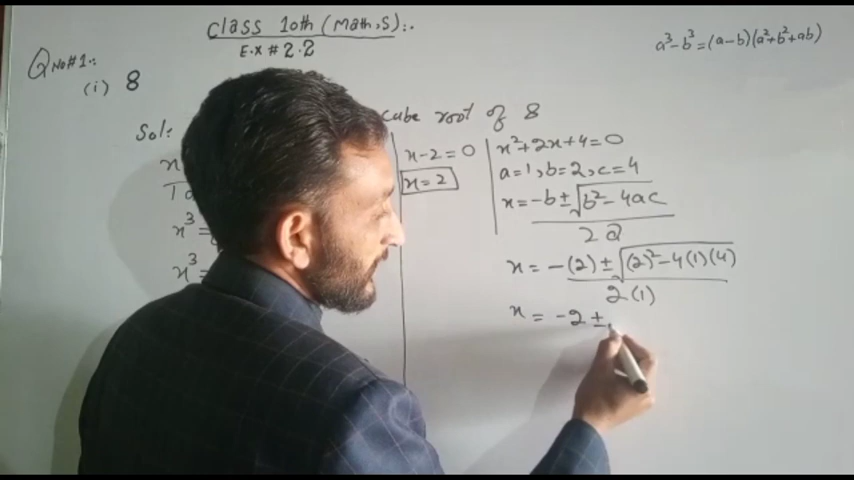 Class 10th (Math,S):.
E.X # 2.2
a³-b³=(a-b)(a²+b²+ab)
Q No#1:.
(i) 8
Sol:
cube root of 8
x³=
x³=
x-2=0
x=2
x²+2x+4=0
a=1, b=2, c=4
x=-b±√b²-4ac
2a
x = -(2)±√(2)²-4(1)(4)
2(1)
x = -2±